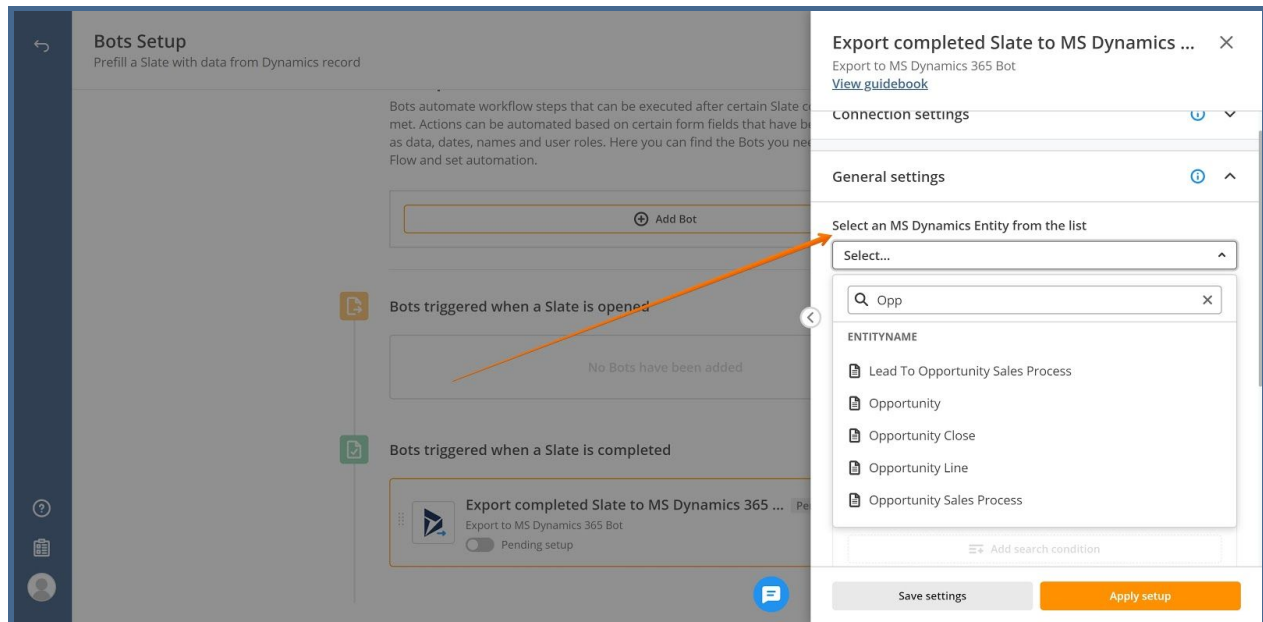 Bots Setup
Prefill a Slate with data from Dynamics record
Bots automate workflow steps that can be executed after certain Slate
met. Actions can be automated based on certain form fields that have
as data, dates, names and user roles. Here you can find the Bots you
Flow and set automation.
Add Bot
Bots triggered when a Slate is opened
No Bots have been added
Bots triggered when a Slate is completed
Export completed Slate to MS Dynamics 365 ...
Export to MS Dynamics 365 Bot
Pending setup
Export completed Slate to MS Dynamics ...
Export to MS Dynamics 365 Bot
View guidebook
Connection settings
General settings
Select an MS Dynamics Entity from the list
Select...
Opp
ENTITYNAME
Lead To Opportunity Sales Process
Opportunity
Opportunity Close
Opportunity Line
Opportunity Sales Process
Add search condition
Save settings
Apply setup